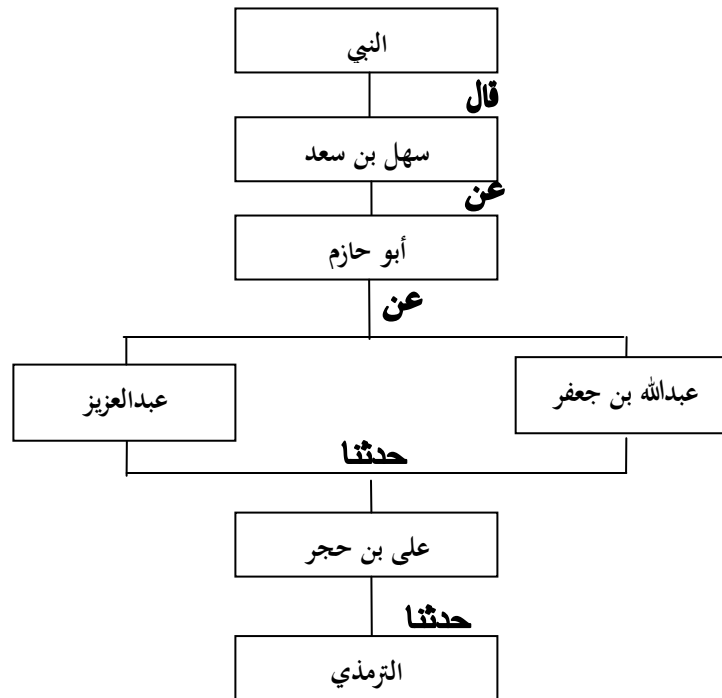 النبي
قال
سهل بن سعد
عن
أبو حازم
عن
عبدالله بن جعفر
عبدالعزيز
حدثنا
على بن حجر
حدثنا
الترمذي